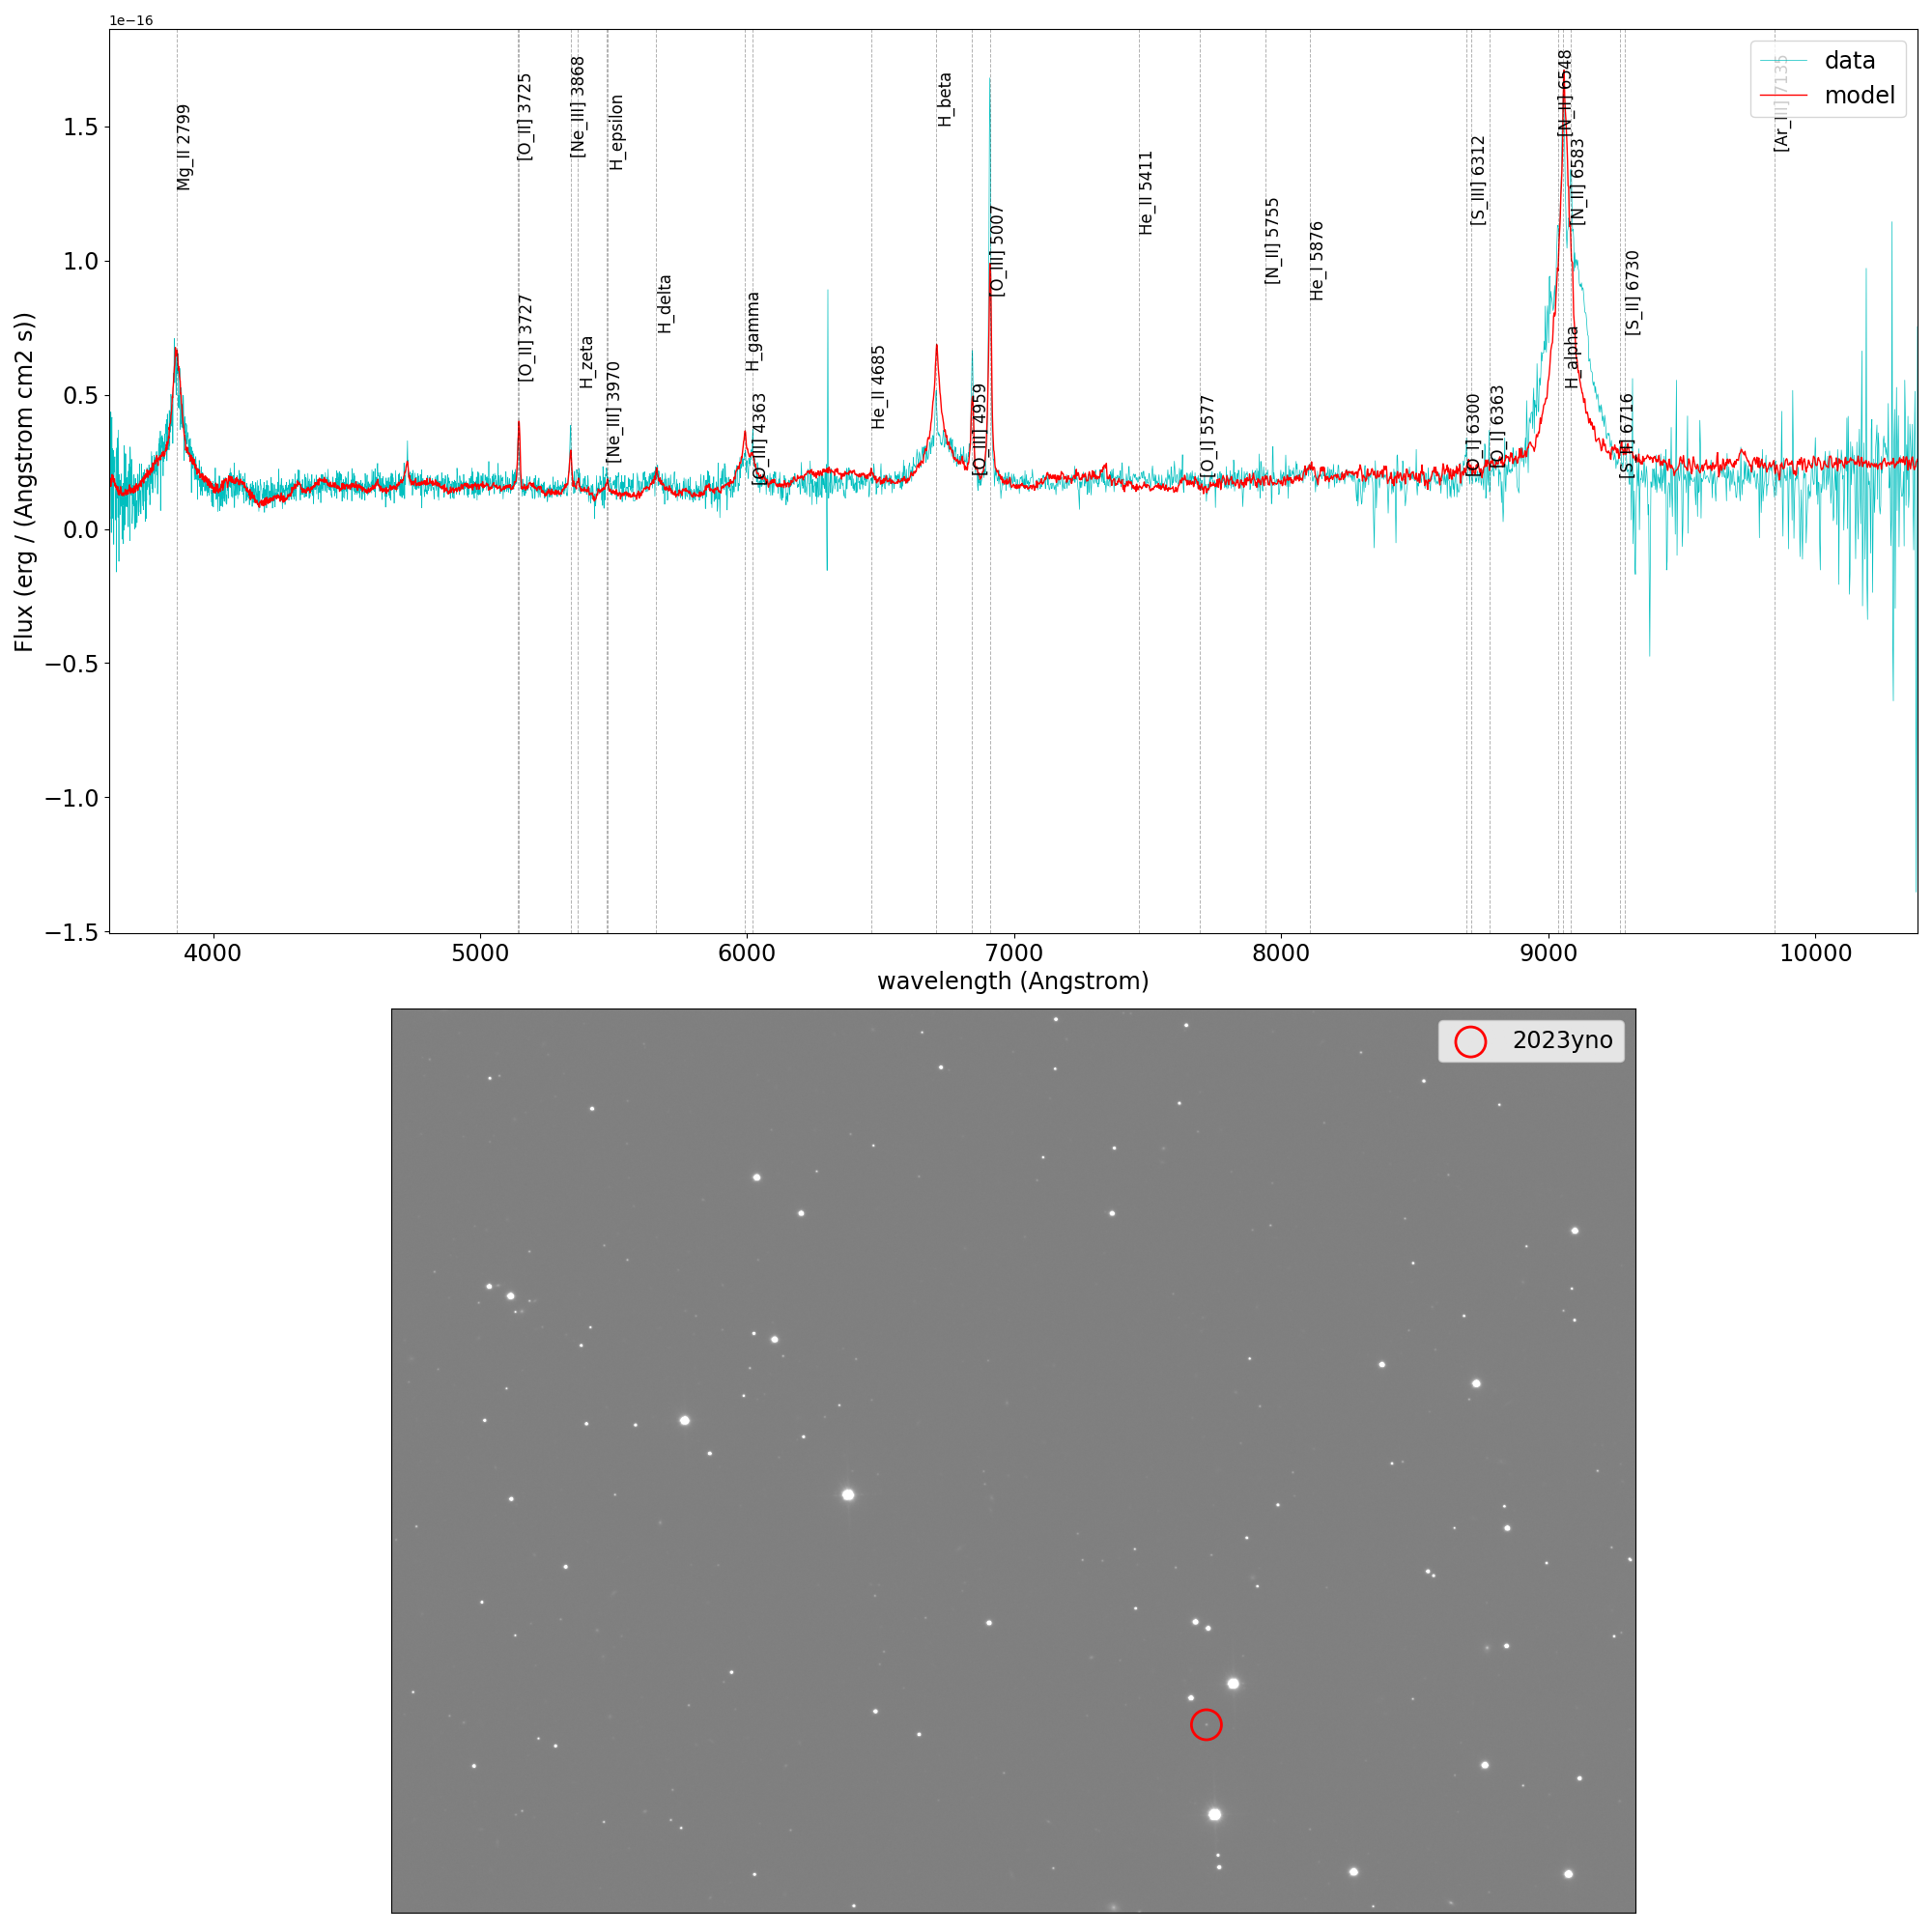 1e−16
data
model
Mg_II 2799
[O_II] 3725
[O_II] 3727
[Ne_III] 3868
H_zeta
H_epsilon
[Ne_III] 3970
H_delta
H_gamma
[O_III] 4363
He_II 4685
H_beta
[O_III] 4959
[O_III] 5007
He_II 5411
[O_I] 5577
[N_II] 5755
He_I 5876
[O_I] 6300
[S_III] 6312
[O_I] 6363
[N_II] 6548
H_alpha
[N_II] 6583
[S_II] 6716
[S_II] 6730
[Ar_III] 7135
1.5
1.0
0.5
0.0
−0.5
−1.0
−1.5
Flux (erg / (Angstrom cm2 s))
4000 5000 6000 7000 8000 9000 10000
wavelength (Angstrom)
2023yno